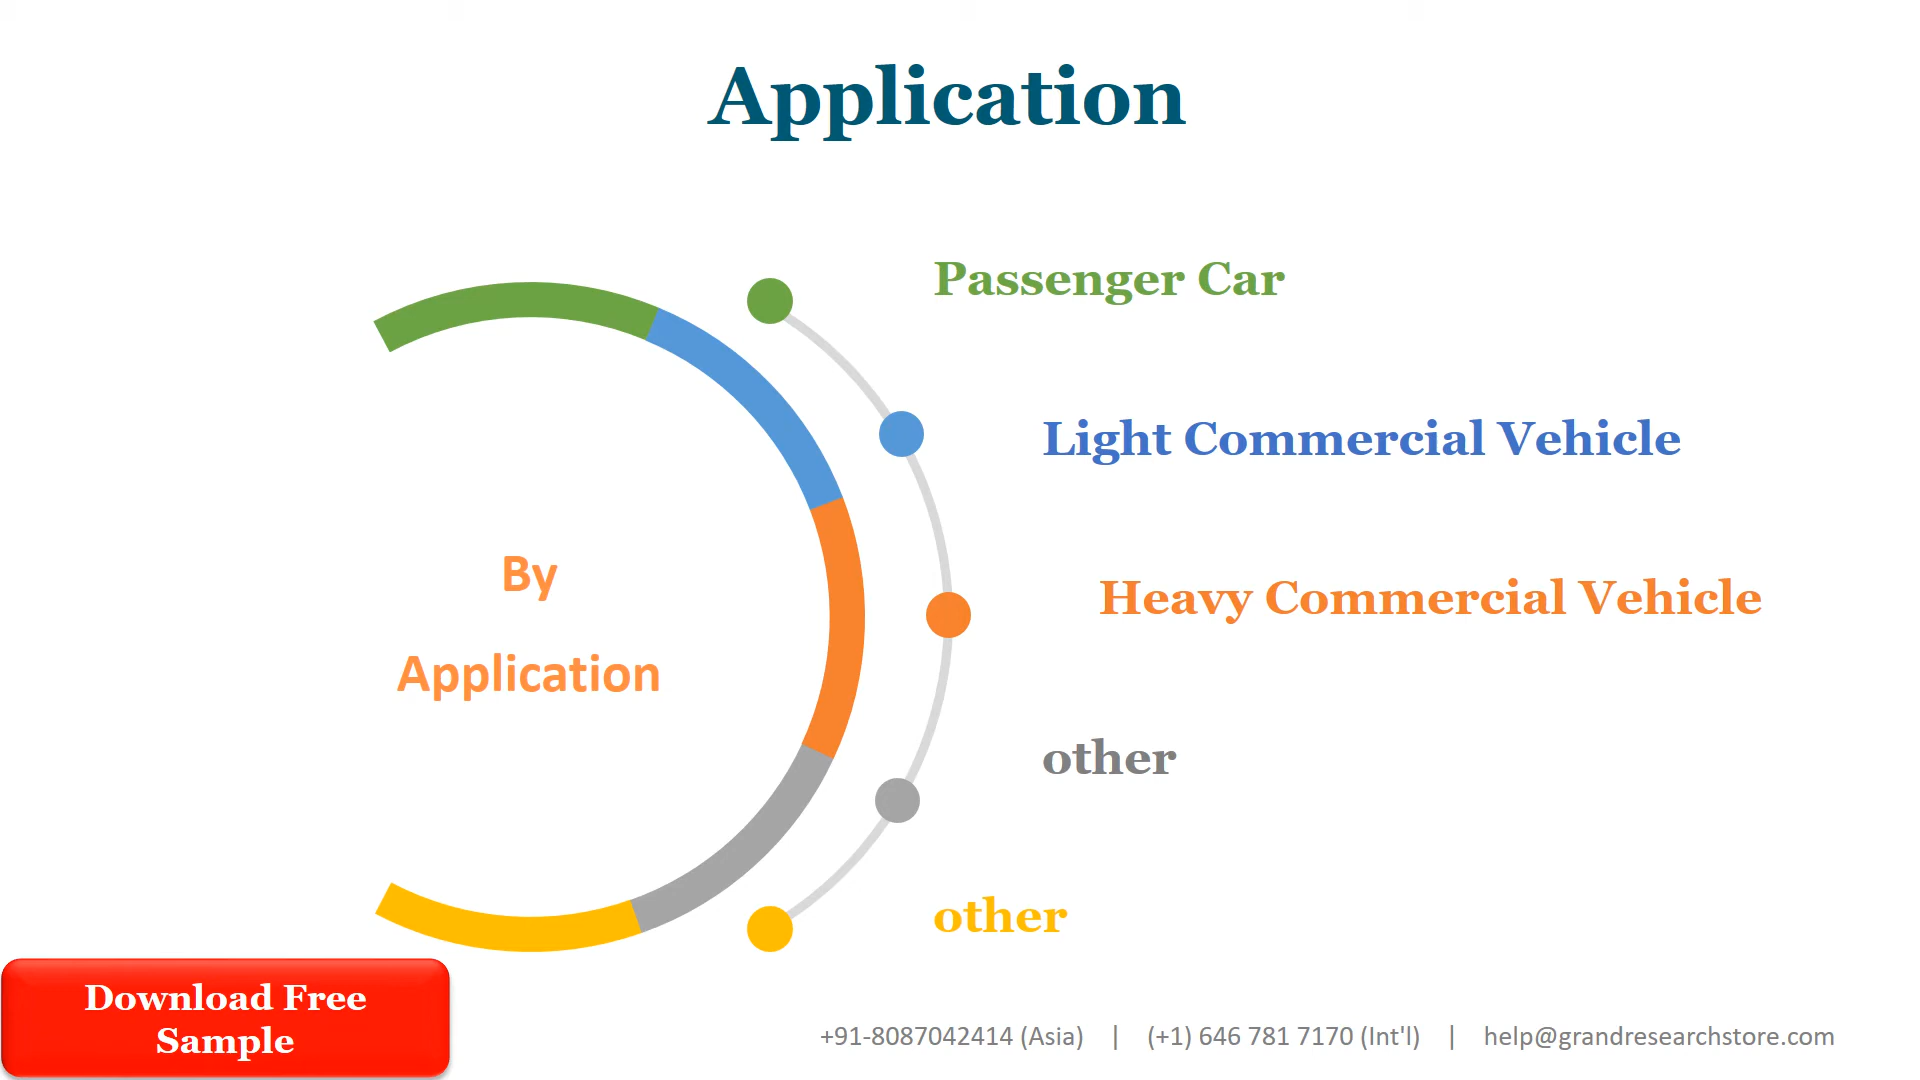 Application
Passenger Car
Light Commercial Vehicle
Heavy Commercial Vehicle
other
other
By
Application
Download Free
Sample
+91-8087042414 (Asia) | (+1) 646 781 7170 (Int'l) | help@grandresearchstore.com